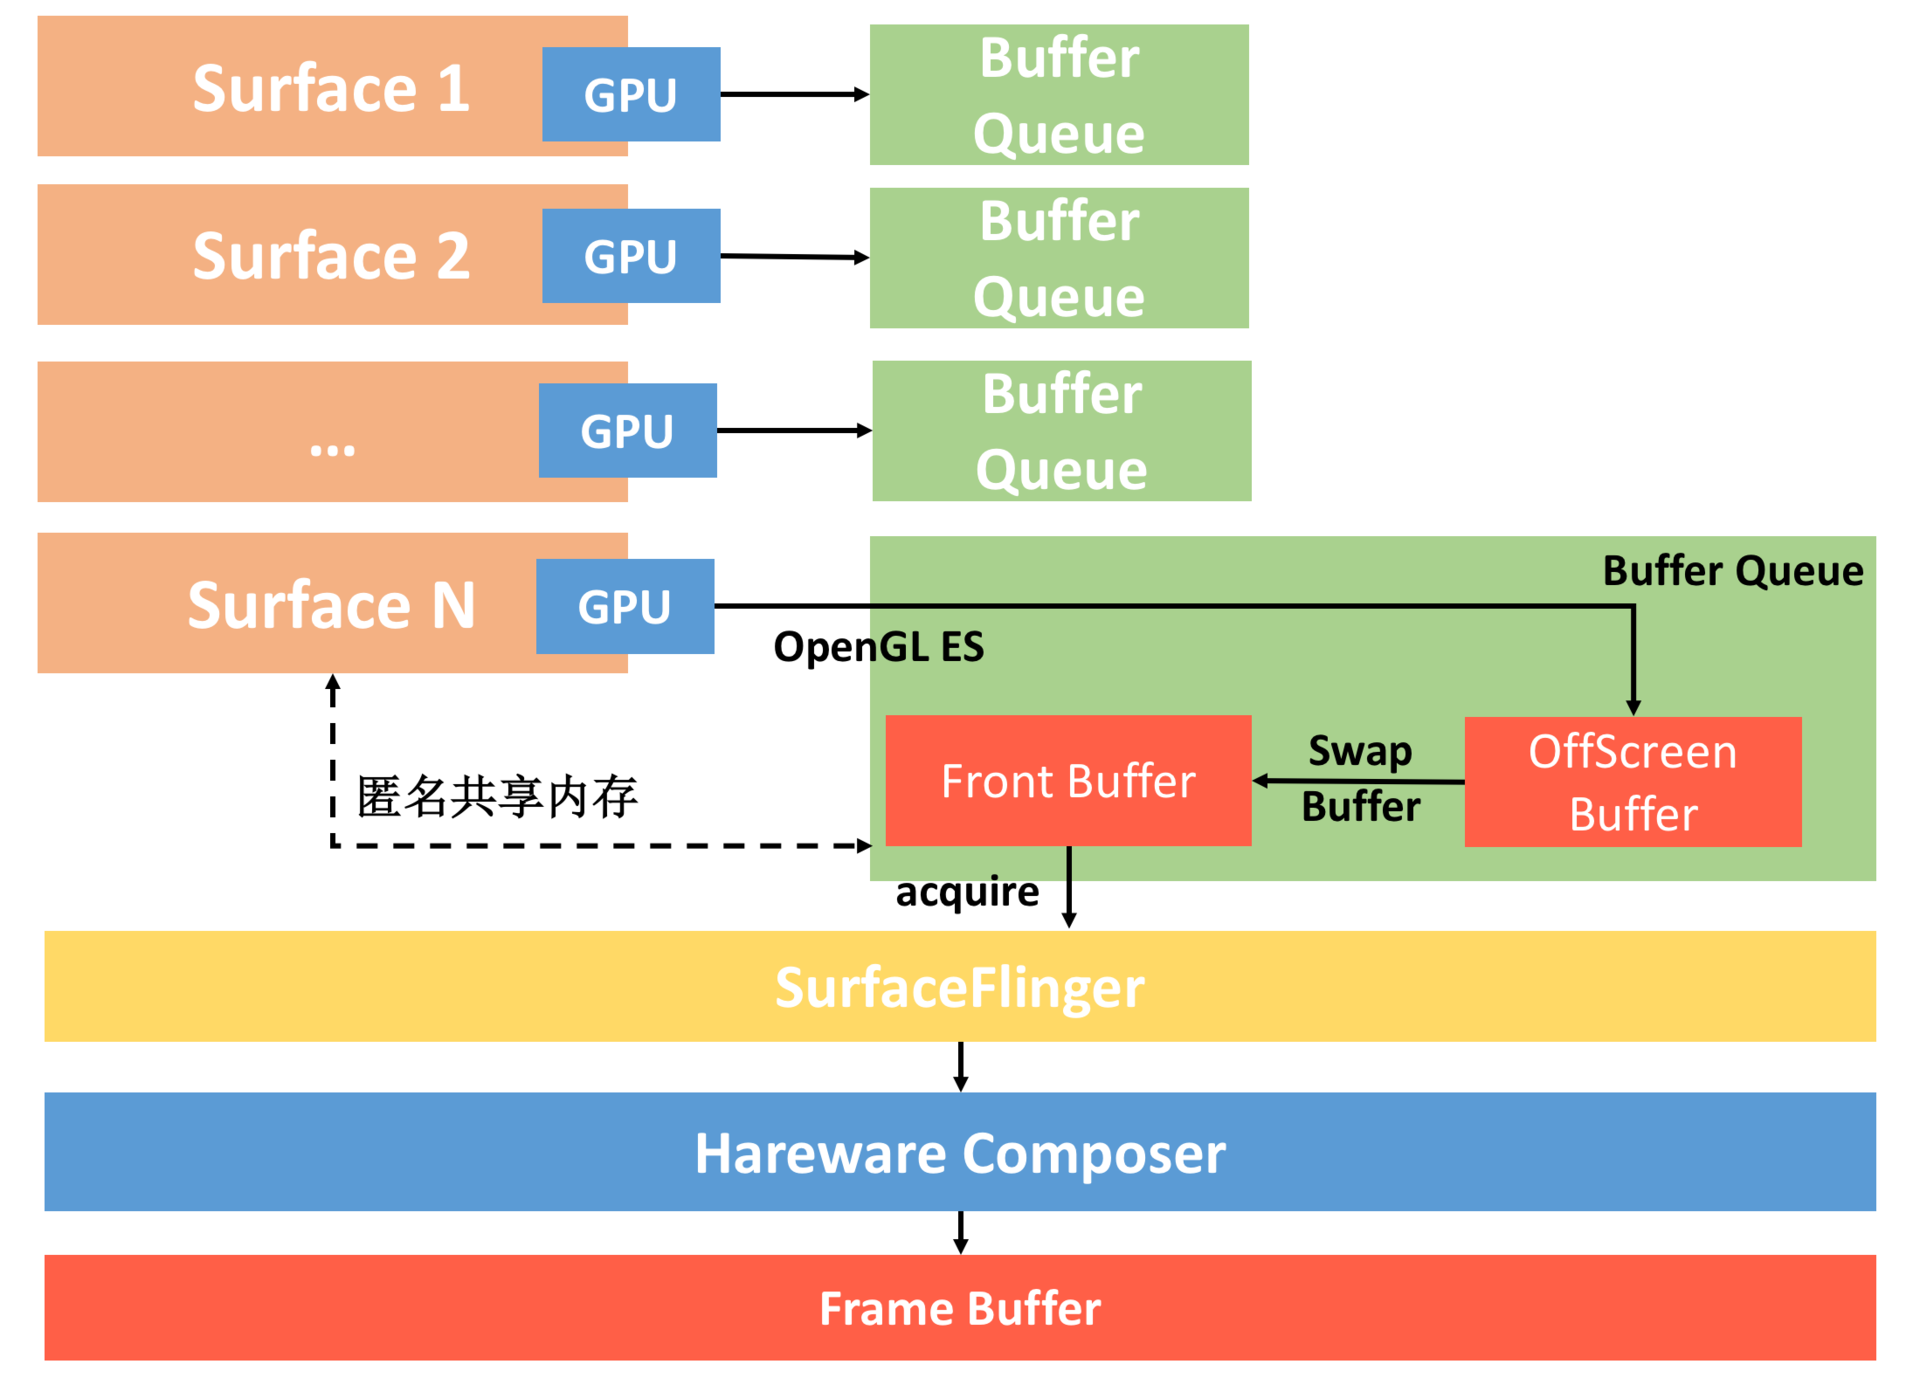 Surface 1
GPU
Buffer
Queue
Surface 2
GPU
Buffer
Queue
...
GPU
Buffer
Queue
Surface N
GPU
Buffer Queue
OpenGL ES
Front Buffer
Swap
Buffer
OffScreen
Buffer
匿名共享内存
acquire
SurfaceFlinger
Hareware Composer
Frame Buffer